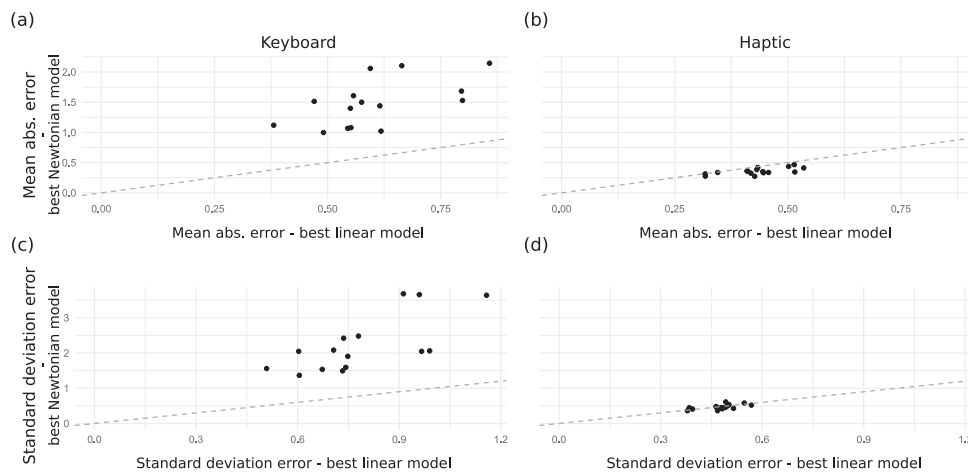 (a)
(b)
Keyboard
Haptic
Mean abs. error
-
best Newtonian model
2.0
1.5
1.0
0.5
0.0
0.00
0.25
0.50
0.75
0.00
0.25
0.50
0.75
Mean abs. error - best linear model
Mean abs. error - best linear model
(c)
(d)
Standard deviation error
-
best Newtonian model
3
2
1
0
0.0
0.3
0.6
0.9
1.2
0.0
0.3
0.6
0.9
1.2
Standard deviation error - best linear model
Standard deviation error - best linear model